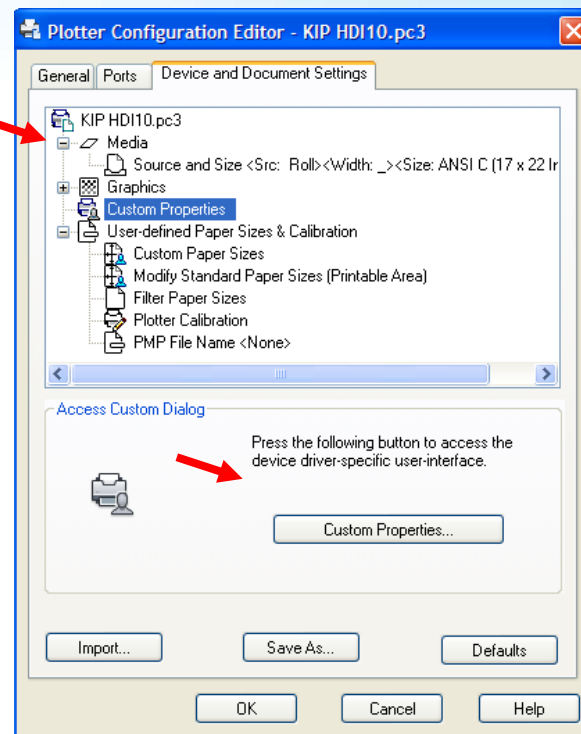 Plotter Configuration Editor - KIP HDI10.pc3
General Ports Device and Document Settings
KIP HDI10.pc3
Media
Source and Size <Src: Roll><Width: _><Size: ANSI C (17 x 22 Ir
Graphics
Custom Properties
User-defined Paper Sizes & Calibration
Custom Paper Sizes
Modify Standard Paper Sizes (Printable Area)
Filter Paper Sizes
Plotter Calibration
PMP File Name <None>
Access Custom Dialog
Press the following button to access the
device driver-specific user-interface.
Custom Properties...
Import... Save As... Defaults
OK Cancel Help